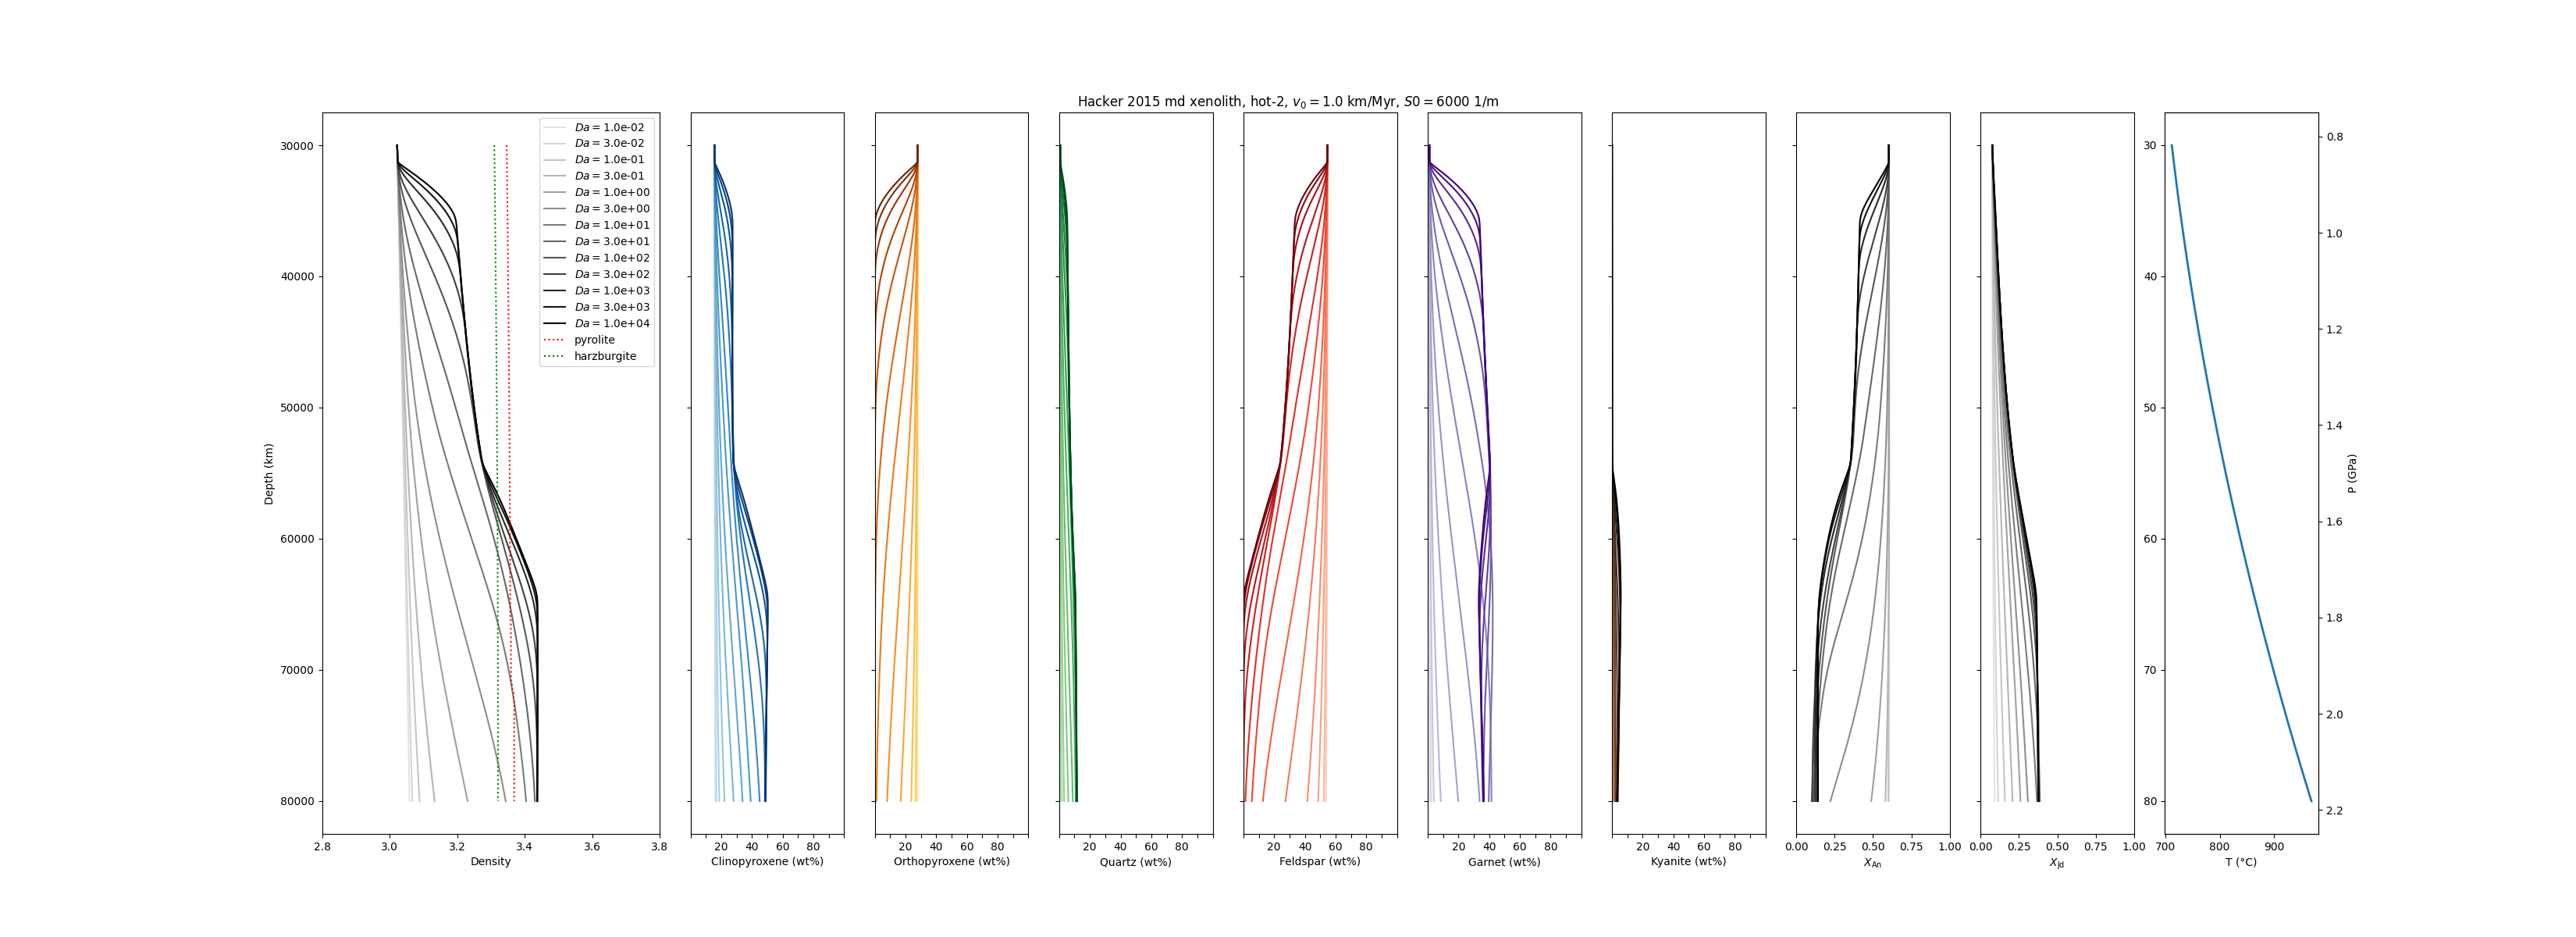 Hacker 2015 md xenolith, hot-2, v₀ = 1.0 km/Myr, S0 = 6000 1/m
Da = 1.0e-02
Da = 3.0e-02
Da = 1.0e-01
Da = 3.0e-01
Da = 1.0e+00
Da = 3.0e+00
Da = 1.0e+01
Da = 3.0e+01
Da = 1.0e+02
Da = 3.0e+02
Da = 1.0e+03
Da = 3.0e+03
Da = 1.0e+04
pyrolite
harzburgite
30000
40000
50000
60000
70000
80000
Depth (km)
2.8 3.0 3.2 3.4 3.6 3.8
Density
20 40 60 80
Clinopyroxene (wt%)
20 40 60 80
Orthopyroxene (wt%)
20 40 60 80
Quartz (wt%)
20 40 60 80
Feldspar (wt%)
20 40 60 80
Garnet (wt%)
20 40 60 80
Kyanite (wt%)
0.00 0.25 0.50 0.75 1.00
X_An
0.00 0.25 0.50 0.75 1.00
X_Jd
30
40
50
60
70
80
700 800 900
T (°C)
0.8
1.0
1.2
1.4
1.6
1.8
2.0
2.2
P (GPa)